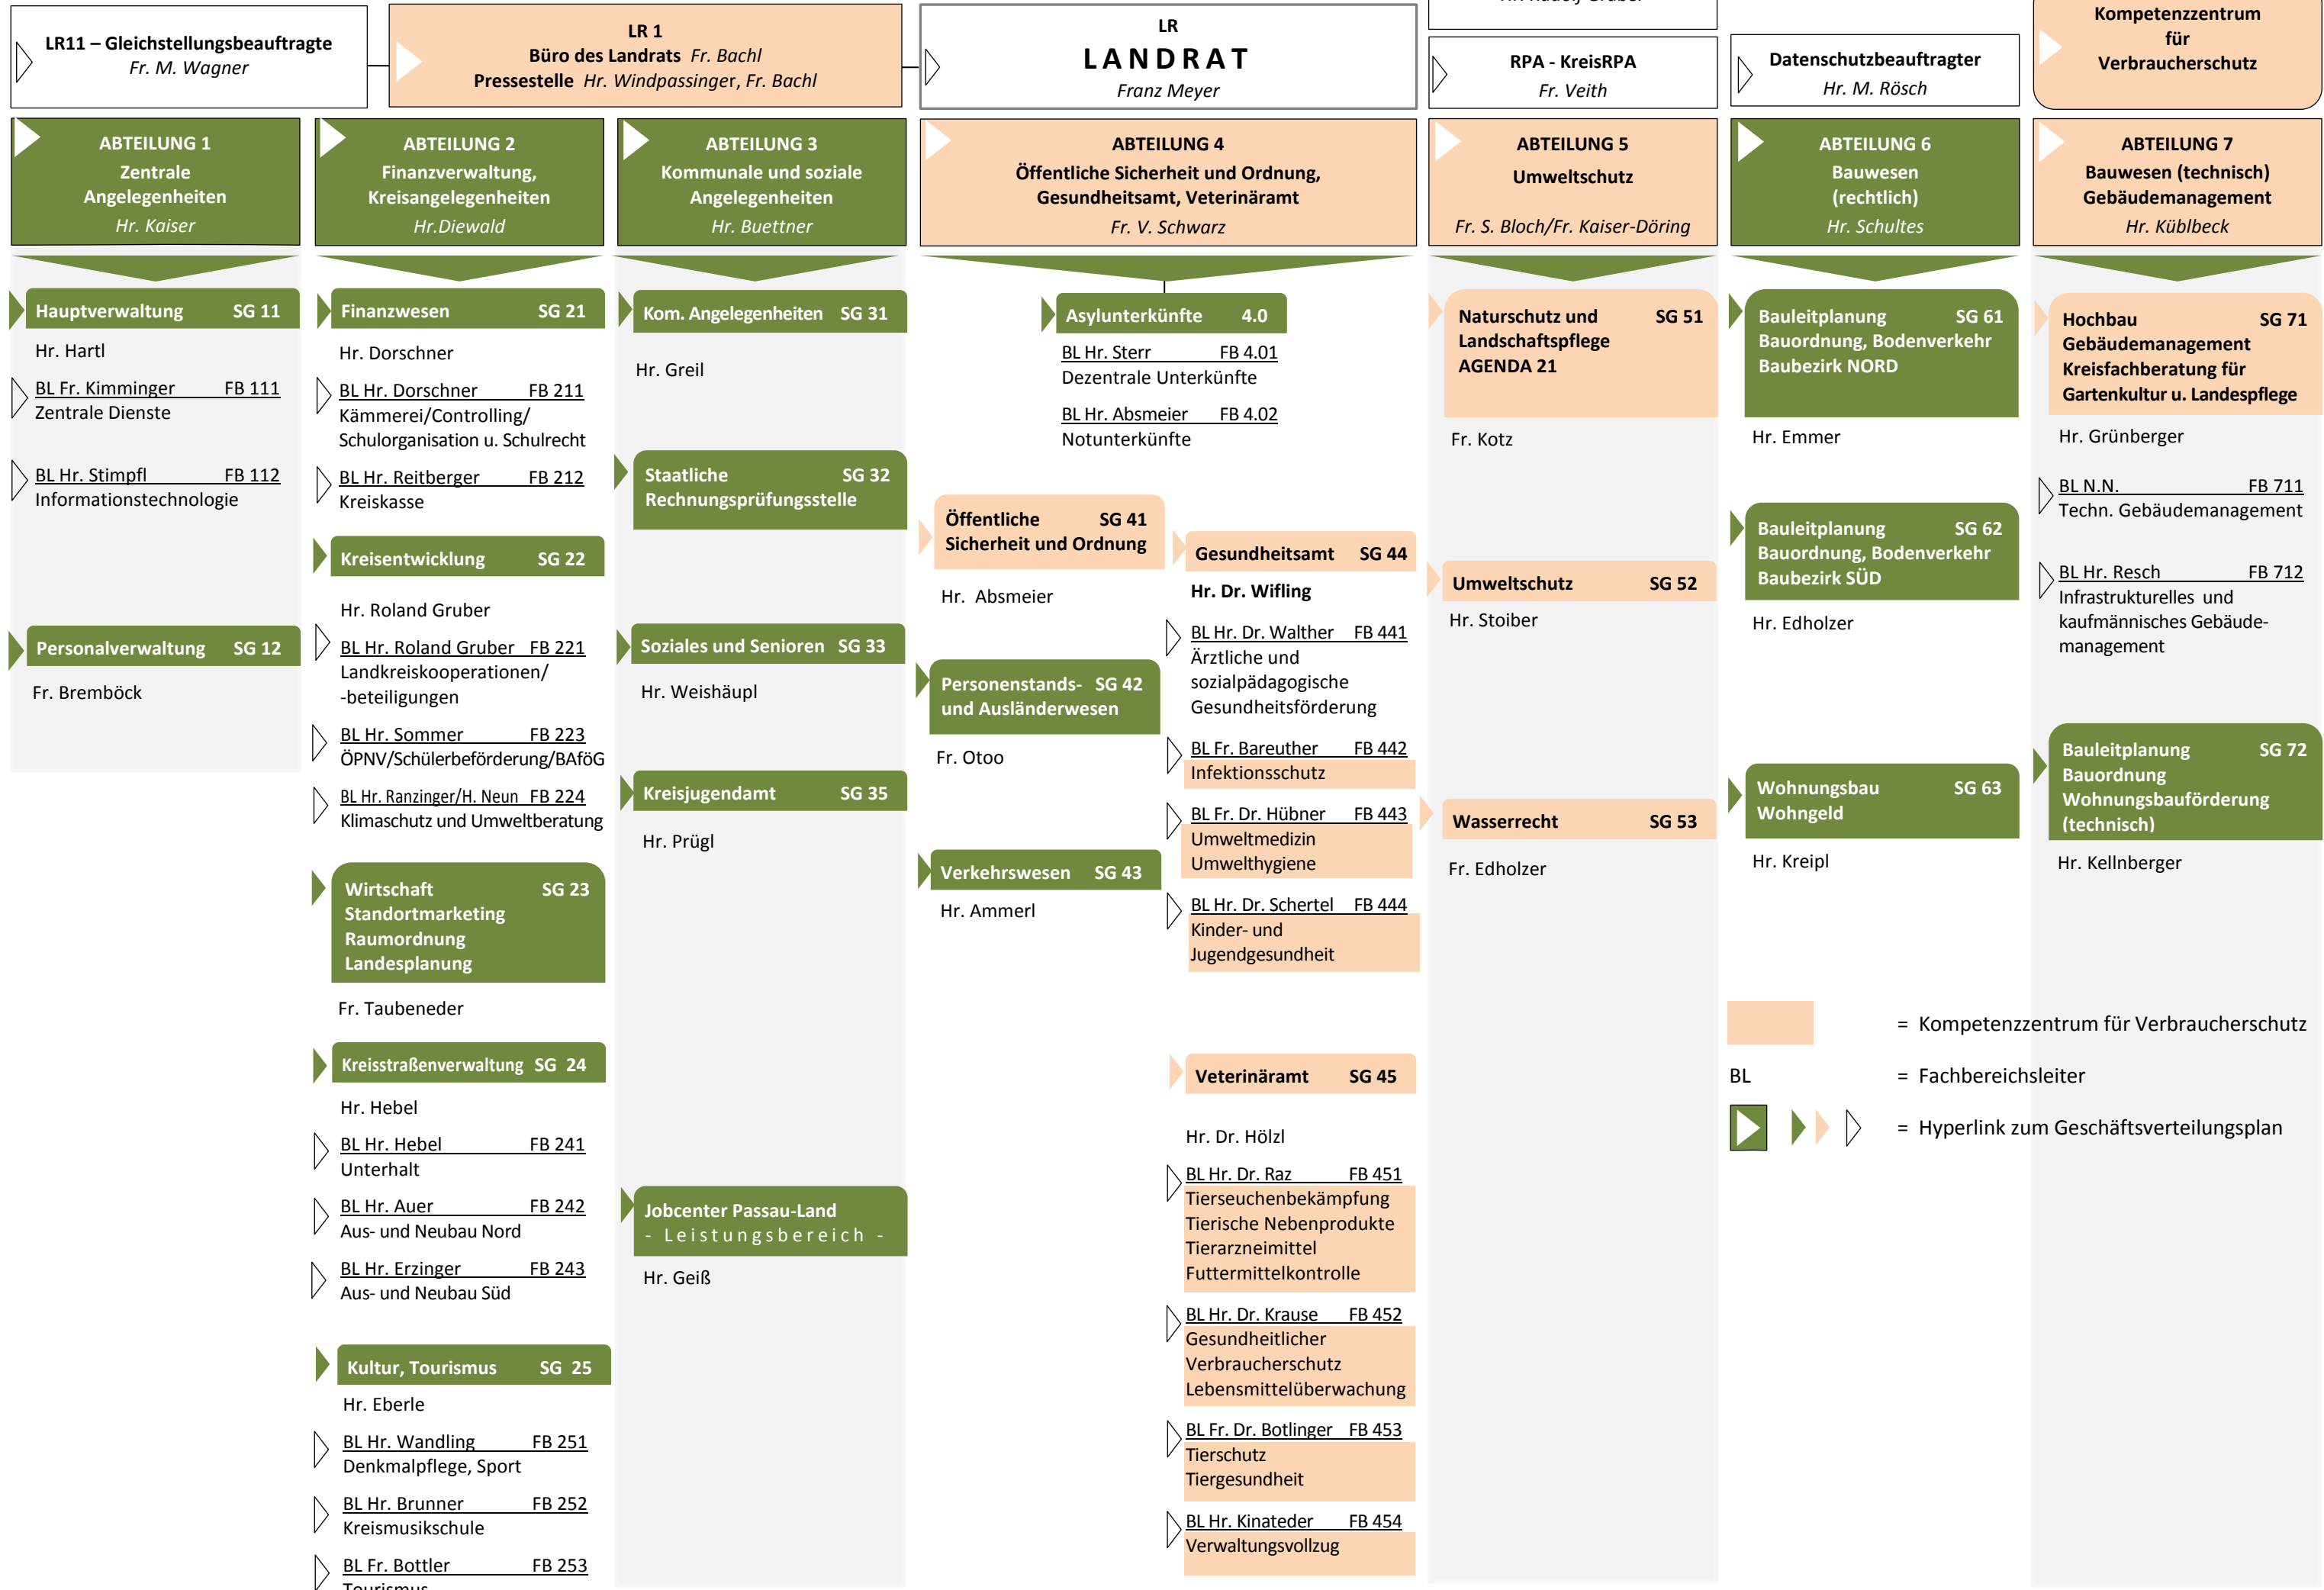 LR11 – Gleichstellungsbeauftragte
Fr. M. Wagner
LR 1
Büro des Landrats Fr. Bachl
Pressestelle Hr. Windpassinger, Fr. Bachl
LR
LANDRAT
Franz Meyer
RPA - KreisRPA
Fr. Veith
Datenschutzbeauftragter
Hr. M. Rösch
Kompetenzzentrum
für
Verbraucherschutz
ABTEILUNG 1
Zentrale
Angelegenheiten
Hr. Kaiser
ABTEILUNG 2
Finanzverwaltung,
Kreisangelegenheiten
Hr.Diewald
ABTEILUNG 3
Kommunale und soziale
Angelegenheiten
Hr. Buettner
ABTEILUNG 4
Öffentliche Sicherheit und Ordnung,
Gesundheitsamt, Veterinäramt
Fr. V. Schwarz
ABTEILUNG 5
Umweltschutz
Fr. S. Bloch/Fr. Kaiser-Döring
ABTEILUNG 6
Bauwesen
(rechtlich)
Hr. Schultes
ABTEILUNG 7
Bauwesen (technisch)
Gebäudemanagement
Hr. Küblbeck
Hauptverwaltung SG 11
Hr. Hartl
BL Fr. Kimminger FB 111
Zentrale Dienste
BL Hr. Stimpfl FB 112
Informationstechnologie
Personalverwaltung SG 12
Fr. Bremböck
Finanzwesen SG 21
Hr. Dorschner
BL Hr. Dorschner FB 211
Kämmerei/Controlling/
Schulorganisation u. Schulrecht
BL Hr. Reitberger FB 212
Kreiskasse
Kreisentwicklung SG 22
Hr. Roland Gruber
BL Hr. Roland Gruber FB 221
Landkreiskooperationen/
-beteiligungen
BL Hr. Sommer FB 223
ÖPNV/Schülerbeförderung/BAföG
BL Hr. Ranzinger/H. Neun FB 224
Klimaschutz und Umweltberatung
Wirtschaft SG 23
Standortmarketing
Raumordnung
Landesplanung
Fr. Taubeneder
Kreisstraßenverwaltung SG 24
Hr. Hebel
BL Hr. Hebel FB 241
Unterhalt
BL Hr. Auer FB 242
Aus- und Neubau Nord
BL Hr. Erzinger FB 243
Aus- und Neubau Süd
Kultur, Tourismus SG 25
Hr. Eberle
BL Hr. Wandling FB 251
Denkmalpflege, Sport
BL Hr. Brunner FB 252
Kreismusikschule
BL Fr. Bottler FB 253
Tourismus
Kom. Angelegenheiten SG 31
Hr. Greil
Staatliche SG 32
Rechnungsprüfungsstelle
Soziales und Senioren SG 33
Hr. Weishäupl
Kreisjugendamt SG 35
Hr. Prügl
Jobcenter Passau-Land
- Leistungsbereich -
Hr. Geiß
Asylunterkünfte 4.0
BL Hr. Sterr FB 4.01
Dezentrale Unterkünfte
BL Hr. Absmeier FB 4.02
Notunterkünfte
Öffentliche SG 41
Sicherheit und Ordnung
Hr. Absmeier
Personenstands- SG 42
und Ausländerwesen
Fr. Otoo
Verkehrswesen SG 43
Hr. Ammerl
Gesundheitsamt SG 44
Hr. Dr. Wifling
BL Hr. Dr. Walther FB 441
Ärztliche und
sozialpädagogische
Gesundheitsförderung
BL Fr. Bareuther FB 442
Infektionsschutz
BL Fr. Dr. Hübner FB 443
Umweltmedizin
Umwelthygiene
BL Hr. Dr. Schertel FB 444
Kinder- und
Jugendgesundheit
Veterinäramt SG 45
Hr. Dr. Hölzl
BL Hr. Dr. Raz FB 451
Tierseuchenbekämpfung
Tierische Nebenprodukte
Tierarzneimittel
Futtermittelkontrolle
BL Hr. Dr. Krause FB 452
Gesundheitlicher
Verbraucherschutz
Lebensmittelüberwachung
BL Fr. Dr. Botlinger FB 453
Tierschutz
Tiergesundheit
BL Hr. Kinateder FB 454
Verwaltungsvollzug
Naturschutz und SG 51
Landschaftspflege
AGENDA 21
Fr. Kotz
Umweltschutz SG 52
Hr. Stoiber
Wasserrecht SG 53
Fr. Edholzer
Bauleitplanung SG 61
Bauordnung, Bodenverkehr
Baubezirk NORD
Hr. Emmer
Bauleitplanung SG 62
Bauordnung, Bodenverkehr
Baubezirk SÜD
Hr. Edholzer
Wohnungsbau SG 63
Wohngeld
Hr. Kreipl
Hochbau SG 71
Gebäudemanagement
Kreisfachberatung für
Gartenkultur u. Landespflege
Hr. Grünberger
BL N.N. FB 711
Techn. Gebäudemanagement
BL Hr. Resch FB 712
Infrastrukturelles und
kaufmännisches Gebäude-
management
Bauleitplanung SG 72
Bauordnung
Wohnungsbauförderung
(technisch)
Hr. Kellnberger
= Kompetenzzentrum für Verbraucherschutz
BL = Fachbereichsleiter
= Hyperlink zum Geschäftsverteilungsplan